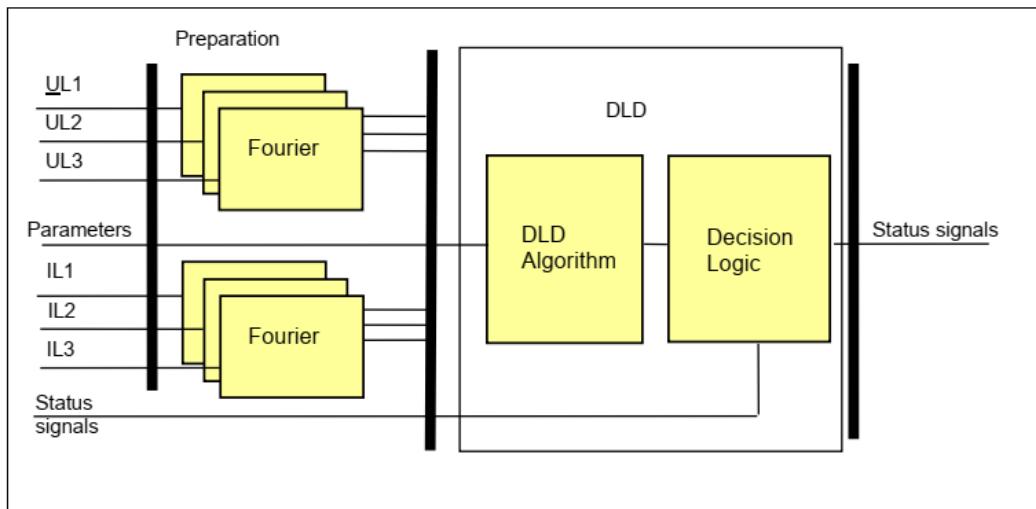 Preparation
UL1
UL2
UL3
Fourier
DLD
Parameters
DLD
Algorithm
Decision
Logic
Status signals
IL1
IL2
IL3
Fourier
Status
signals